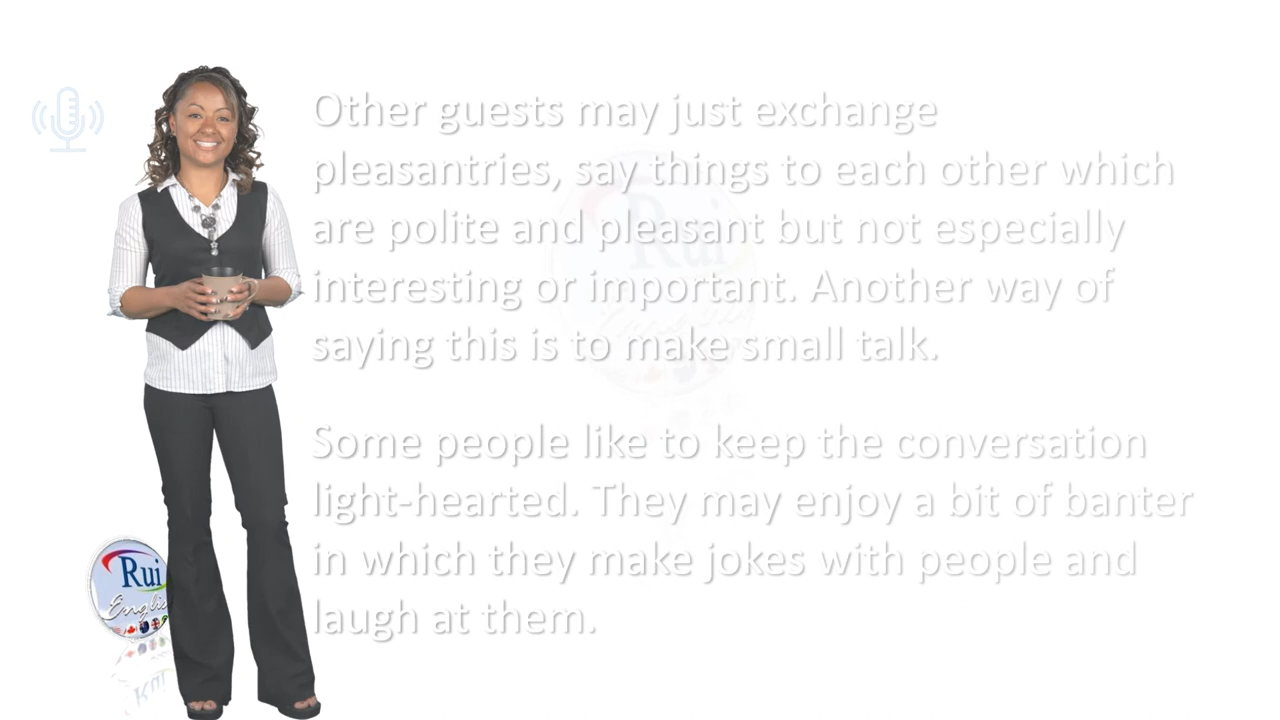 Other guests may just exchange
pleasantries, say things to each other which
are polite and pleasant but not especially
interesting or important. Another way of
saying this is to make small talk.
Some people like to keep the conversation
light-hearted. They may enjoy a bit of banter
in which they make jokes with people and
laugh at them.
Rui
English
Rui